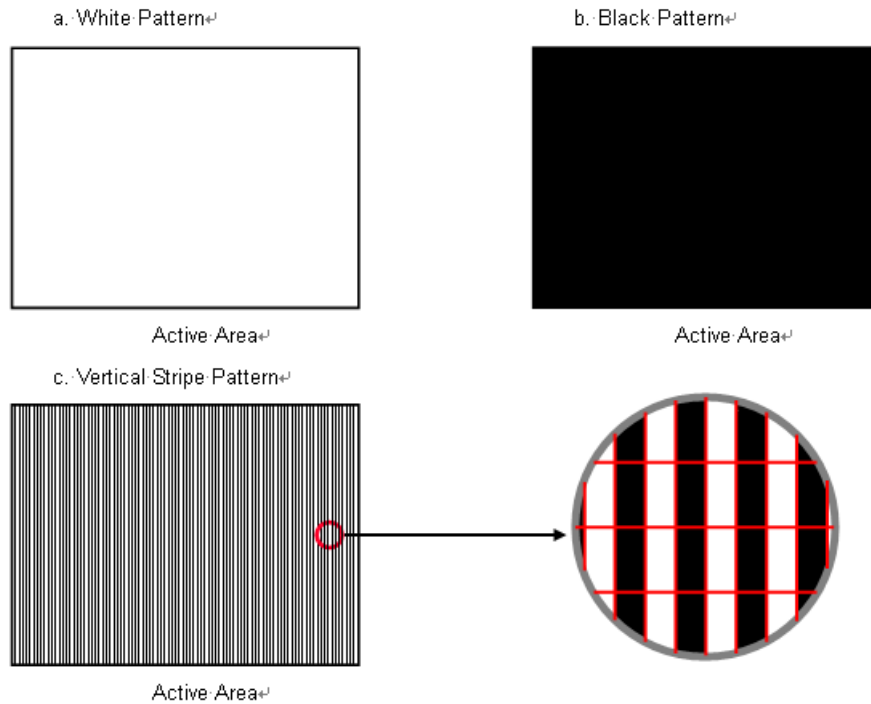 a. White Pattern↵
b. Black Pattern↵
Active Area↵
Active Area↵
c. Vertical Stripe Pattern↵
Active Area↵